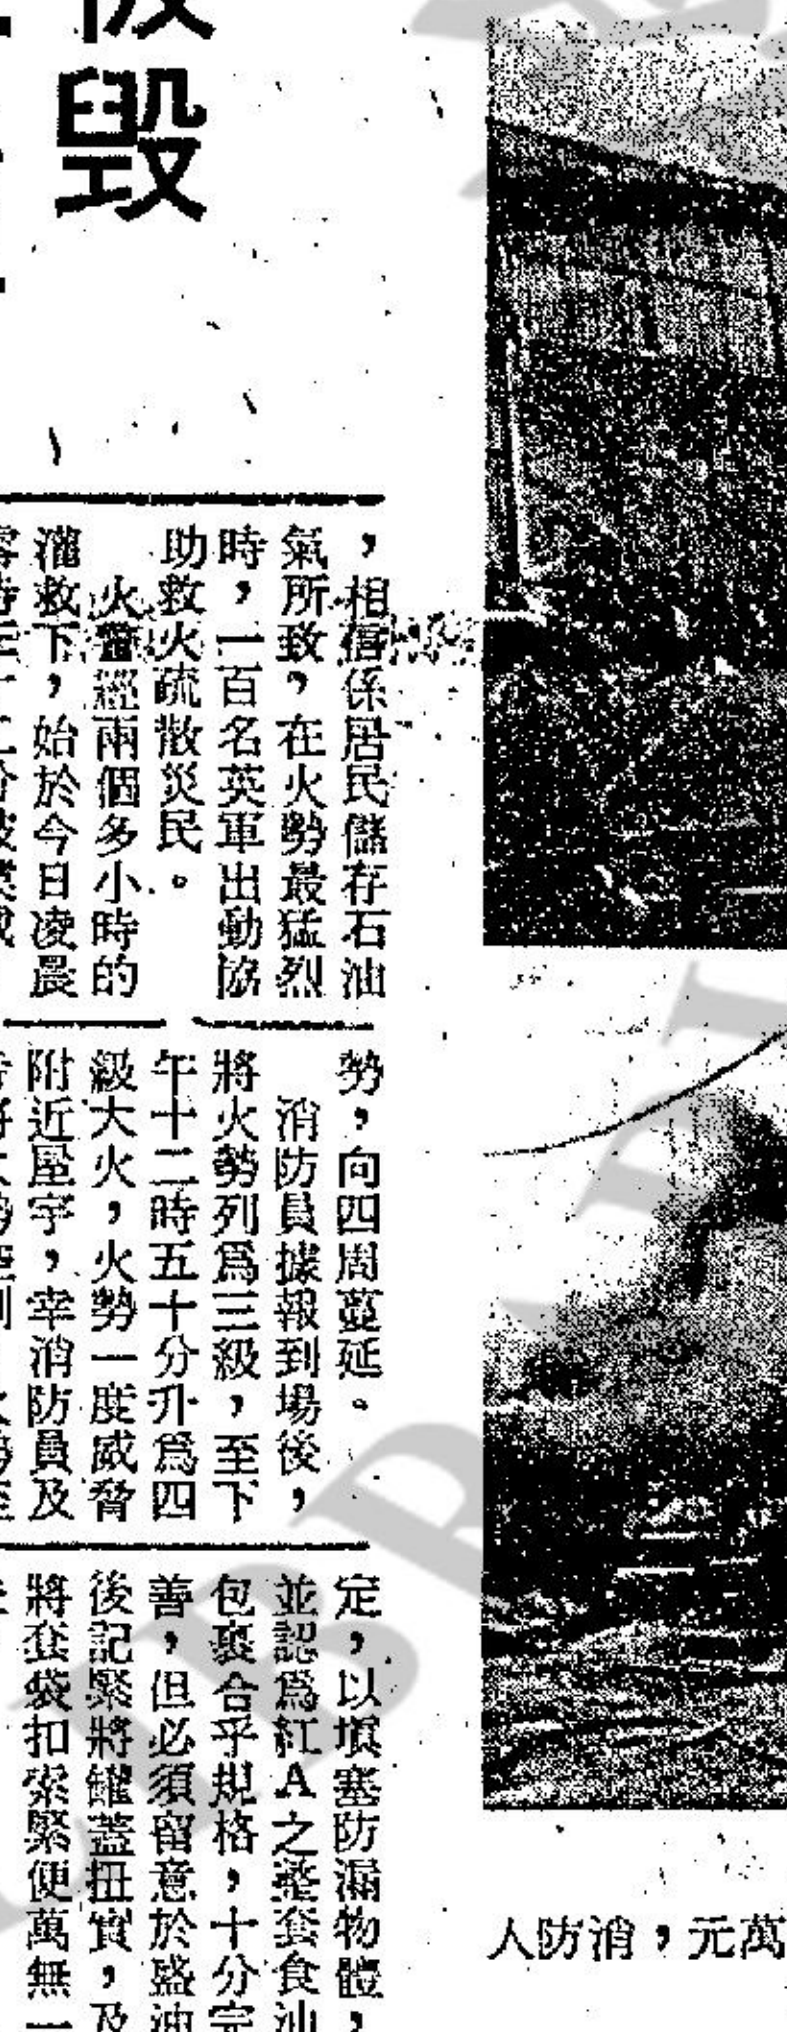 毀
，相信係居民儲存石油
氣所致，在火勢最猛烈
時，一百名英軍出動協
助救火疏散災民。
火警經兩個多小時的
灌救下，始於今日凌晨
勢，向四周蔓延。
消防員據報到場後，
將火勢列爲三級，至下
午十二時五十分升爲四
級大火，火勢一度威脅
附近屋宇，幸消防員及
定，以塡塞防漏物體，
並認爲紅A之整套食油
包裹合乎規格，十分完
善，但必須留意於盛油
後記緊將罐蓋扭實，及
將套袋扣索緊便萬無一
人防消，元萬